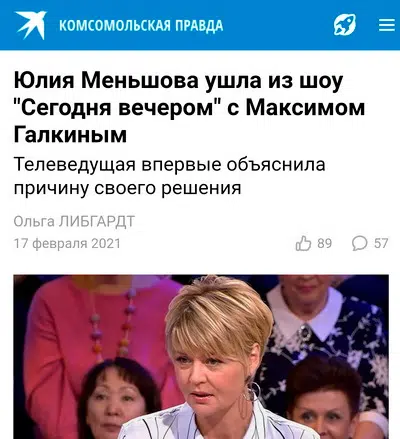 КОМСОМОЛЬСКАЯ ПРАВДА
Юлия Меньшова ушла из шоу
"Сегодня вечером" с Максимом
Галкиным
Телеведущая впервые объяснила
причину своего решения
Ольга ЛИБГАРДТ
17 февраля 2021 89 57